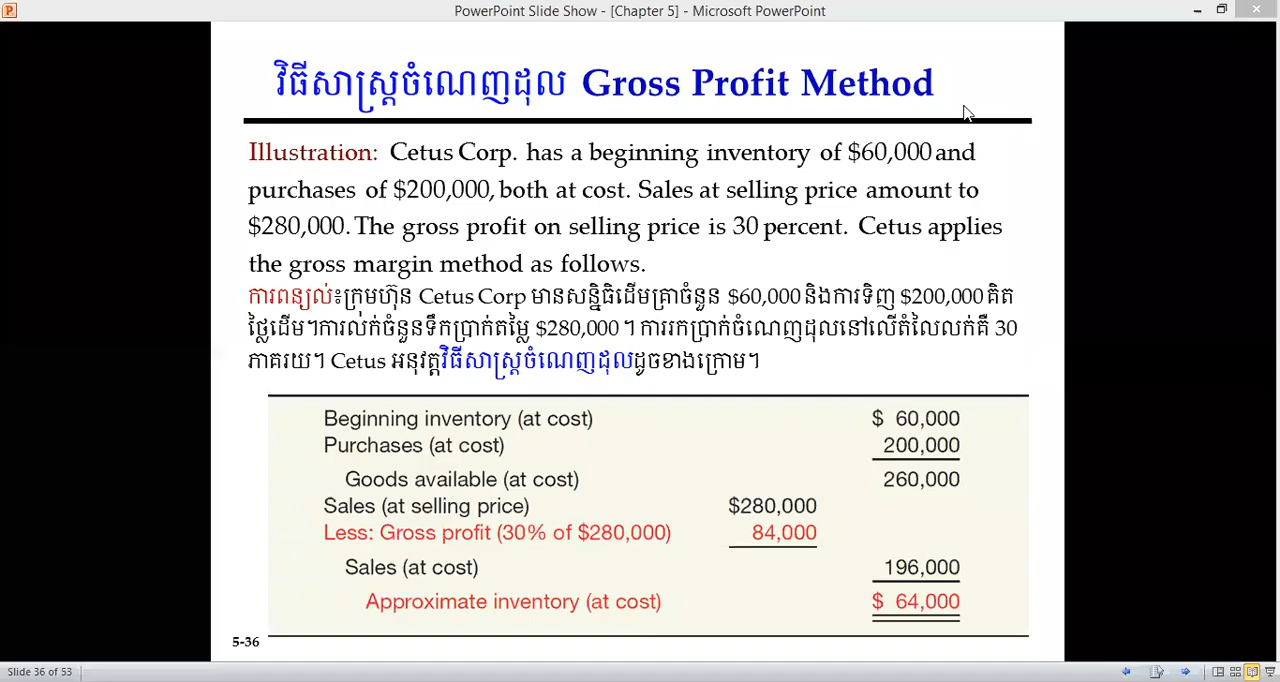 PowerPoint Slide Show - [Chapter 5] - Microsoft PowerPoint
វិធីសាស្ត្រចំណេញដុល Gross Profit Method
Illustration: Cetus Corp. has a beginning inventory of $60,000 and
purchases of $200,000, both at cost. Sales at selling price amount to
$280,000. The gross profit on selling price is 30 percent. Cetus applies
the gross margin method as follows.
ការពន្យល់៖ក្រុមហ៊ុន Cetus Corp មានសន្និធិដើមគ្រាចំនួន $60,000 និងការទិញ $200,000 គិត
ថ្លៃដើម។ការលក់ចំនួនទឹកប្រាក់តម្លៃ $280,000 ។ ការរកប្រាក់ចំណេញដុលនៅលើតំលៃលក់គឺ 30
ភាគរយ។ Cetus អនុវត្តវិធីសាស្ត្រចំណេញដុលដូចខាងក្រោម។
Beginning inventory (at cost) $ 60,000
Purchases (at cost) 200,000
Goods available (at cost) 260,000
Sales (at selling price) $280,000
Less: Gross profit (30% of $280,000) 84,000
Sales (at cost) 196,000
Approximate inventory (at cost) $ 64,000
5-36
Slide 36 of 53